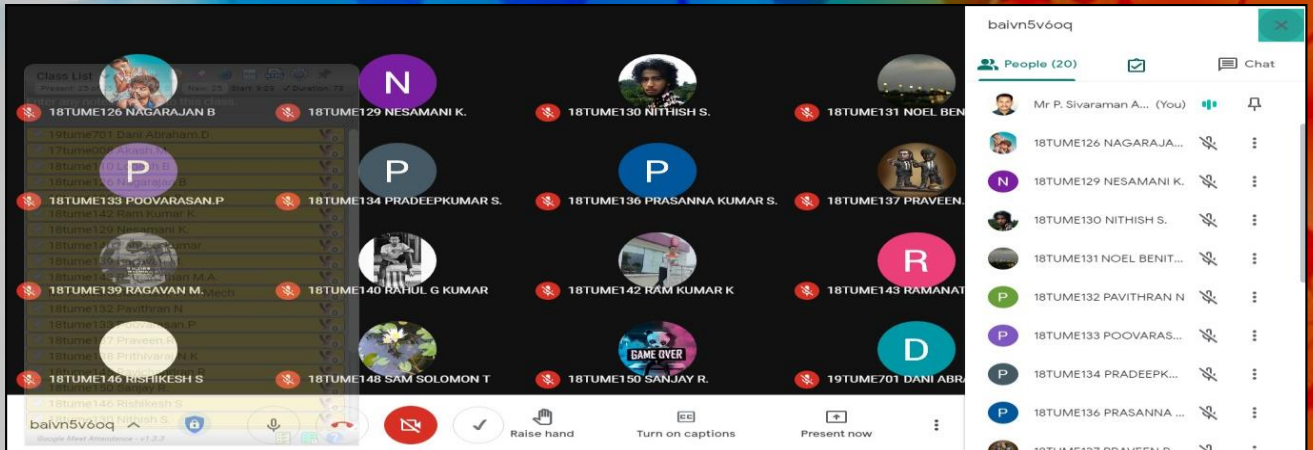 baivn5v6oq
People (20)
Chat
Class List
N
18TUME126 NAGARAJAN B
18TUME129 NESAMANI K.
18TUME130 NITHISH S.
18TUME131 NOEL BEN
19tume701 Dani Abraham.D
P
P
P
18TUME133 POOVARASAN.P
18TUME134 PRADEEPKUMAR S.
18TUME136 PRASANNA KUMAR S.
18TUME137 PRAVEEN.
18tume142 Ram Kumar K
18tume129 Nesamani K.
R
18TUME139 RAGAVAN M.
18TUME140 RAHUL G KUMAR
18TUME142 RAM KUMAR K
18TUME143 RAMANAT
18tume132 Pavithran N
GAME OVER
D
18TUME146 RISHIKESH S
18TUME148 SAM SOLOMON T
18TUME150 SANJAY R.
19TUME701 DANI ABRA
18tume146 Rishikesh S
baivn5v6oq
Google Meet Attendance - v1.2.3
Raise hand
CC
Turn on captions
Present now
Mr P. Sivaraman A... (You)
18TUME126 NAGARAJA...
N
18TUME129 NESAMANI K.
18TUME130 NITHISH S.
18TUME131 NOEL BENIT...
P
18TUME132 PAVITHRAN N
P
18TUME133 POOVARAS...
P
18TUME134 PRADEEPK...
P
18TUME136 PRASANNA ...